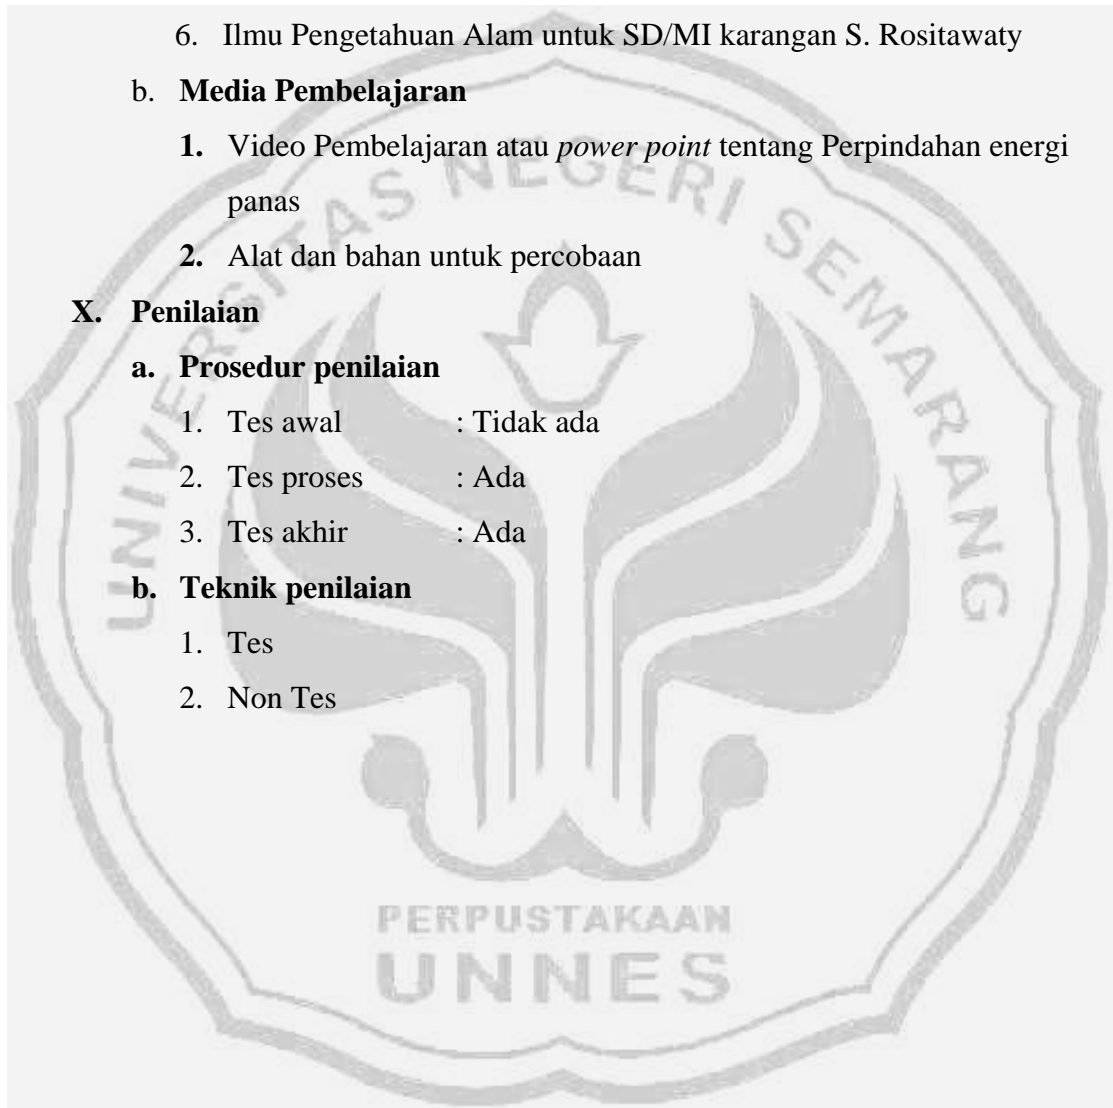 6. Ilmu Pengetahuan Alam untuk SD/MI karangan S. Rositawaty
b. Media Pembelajaran
1. Video Pembelajaran atau power point tentang Perpindahan energi
panas
2. Alat dan bahan untuk percobaan
X. Penilaian
a. Prosedur penilaian
1. Tes awal : Tidak ada
2. Tes proses : Ada
3. Tes akhir : Ada
b. Teknik penilaian
1. Tes
2. Non Tes
UNIVERSITAS NEGERI SEMARANG
PERPUSTAKAAN
UNNES